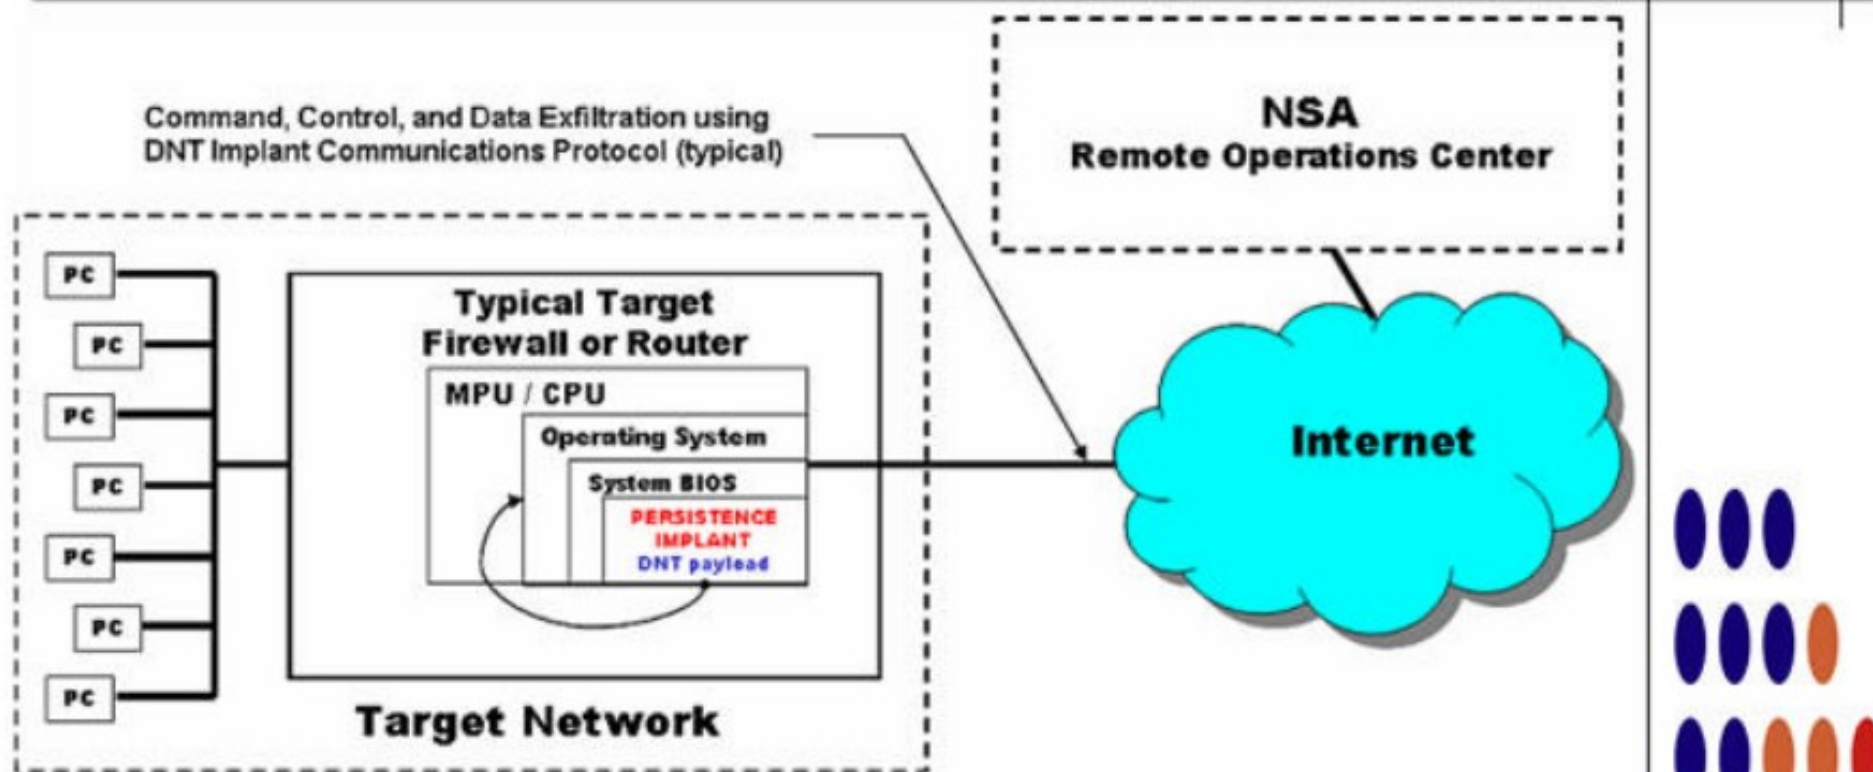 NSA
Remote Operations Center
Command, Control, and Data Exfiltration using
DNT Implant Communications Protocol (typical)
PC
PC
PC
PC
PC
PC
PC
Typical Target
Firewall or Router
MPU / CPU
Operating System
System BIOS
PERSISTENCE
IMPLANT
DNT payload
Internet
Target Network